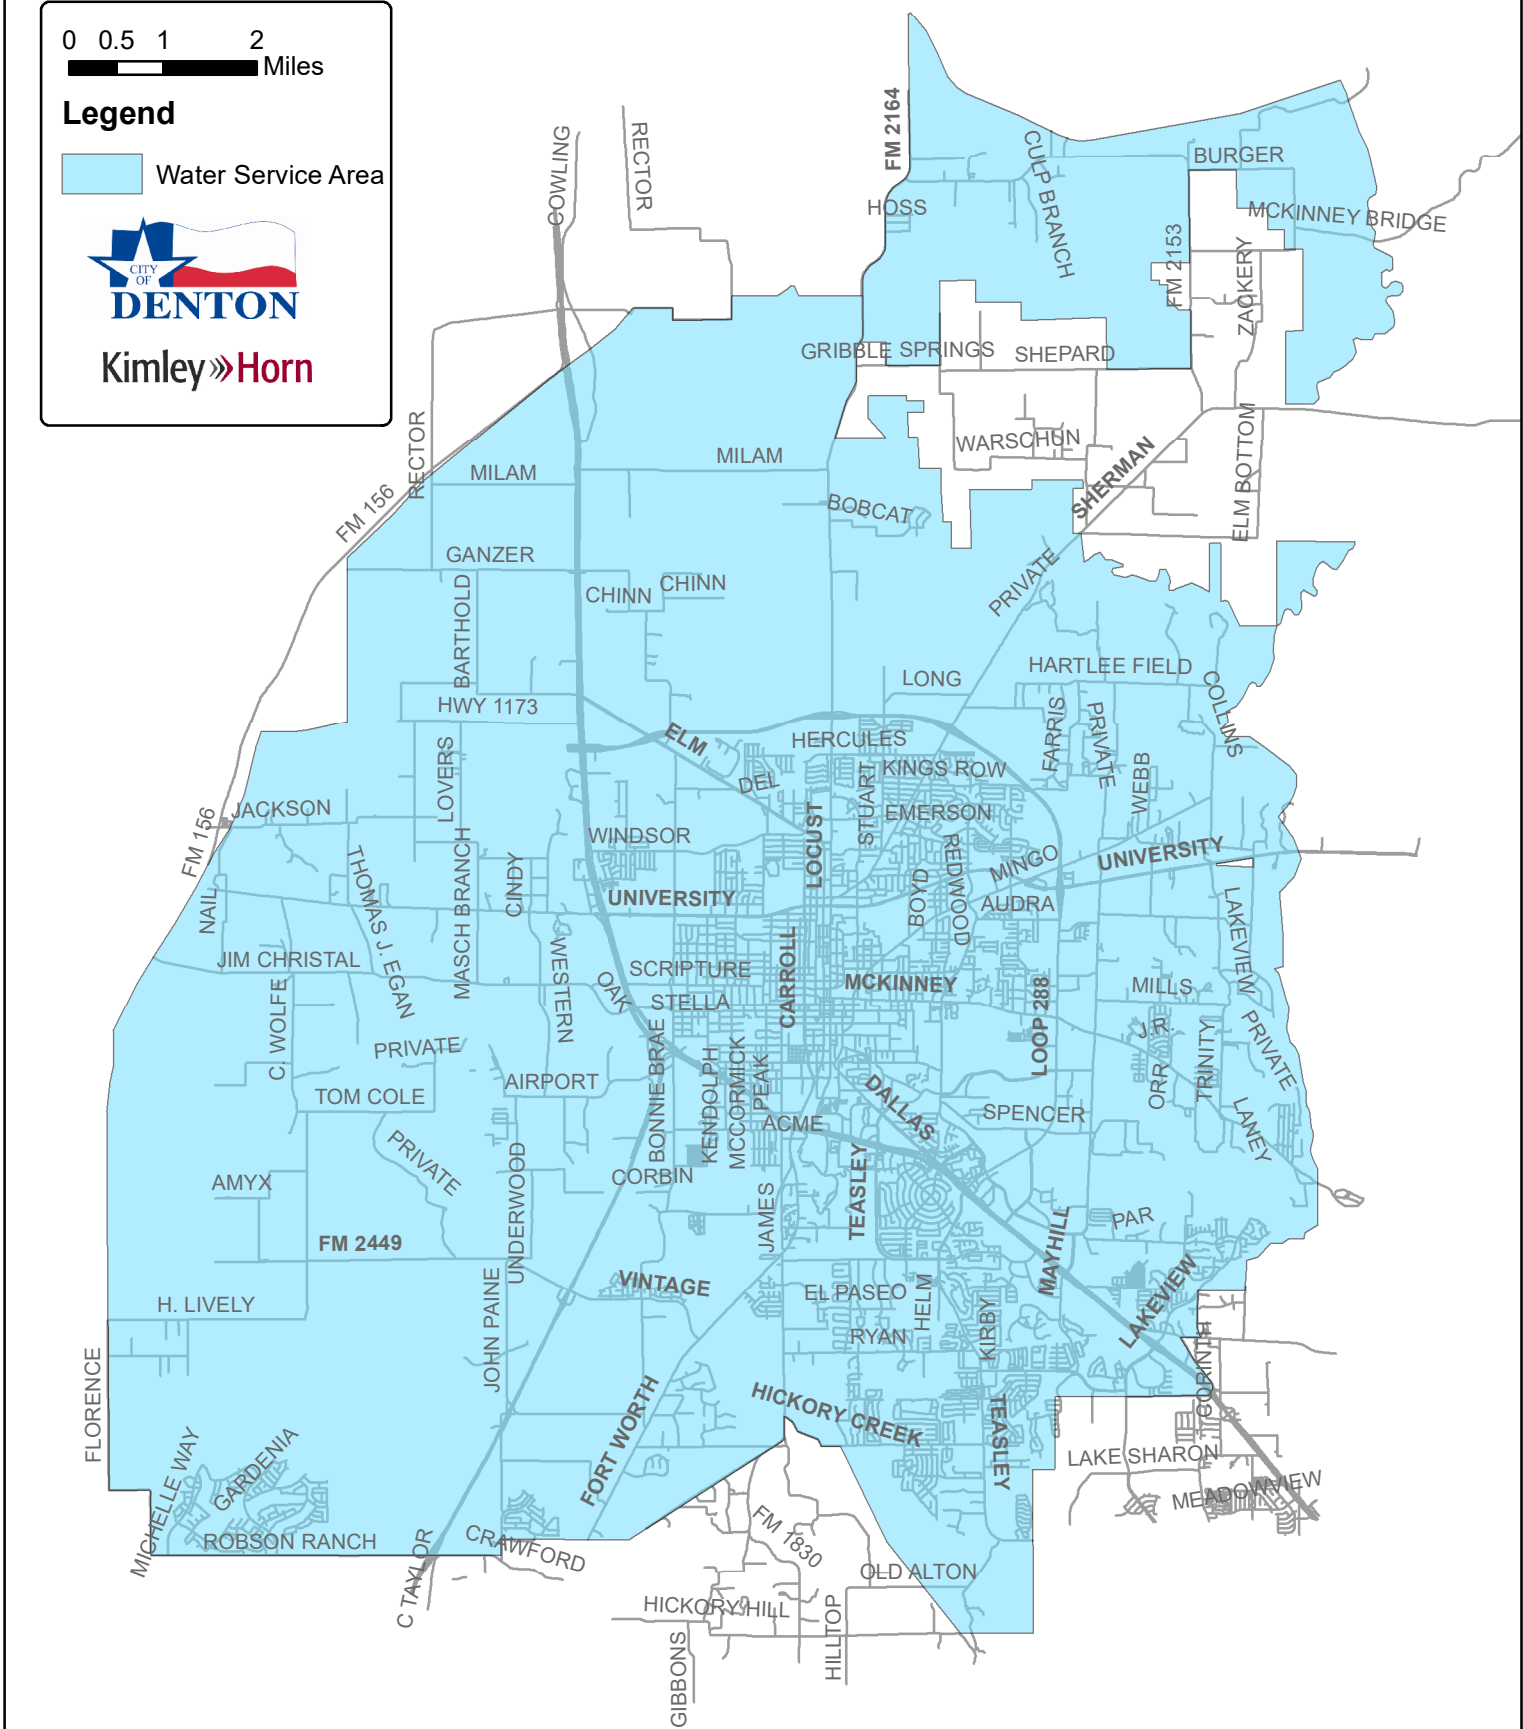 0 0.5 1 2
Miles
Legend
Water Service Area
CITY
OF
DENTON
Kimley»Horn
COWLING
RECTOR
FM 2164
CULP BRANCH
BURGER
HOSS
MCKINNEY BRIDGE
FM 2153
ZACKERY
GRIBBLE SPRINGS
SHEPARD
RECTOR
WARSCHUN
SHERMAN
ELM BOTTOM
MILAM
MILAM
FM 156
BOBCAT
GANZER
CHINN
CHINN
PRIVATE
BARTHOLD
LONG
HARTLEE FIELD
COLLINS
HWY 1173
ELM
HERCULES
FARRIS
PRIVATE
LOVERS
DEL
STUART
KINGS ROW
WEBB
JACKSON
FM 156
WINDSOR
LOCUST
EMERSON
REDWOOD
MINGO
UNIVERSITY
THOMAS J. EGAN
MASCH BRANCH
CINDY
UNIVERSITY
BOYD
AUDRA
LAKEVIEW
NAIL
JIM CHRISTAL
WESTERN
OAK
SCRIPTURE
CARROLL
MCKINNEY
LOOP 288
MILLS
C. WOLFE
STELLA
J.R.
PRIVATE
PRIVATE
BONNIE BRAE
KENDOLPH
MCCORMICK
PEAK
ORR
TRINITY
TOM COLE
AIRPORT
ACME
DALLAS
SPENCER
LANEY
PRIVATE
AMYX
UNDERWOOD
CORBIN
JAMES
TEASLEY
MAYHILL
PAR
FM 2449
VINTAGE
EL PASEO
HELM
KIRBY
LAKEVIEW
H. LIVELY
JOHN PAINE
RYAN
CORINTH
FLORENCE
FORT WORTH
HICKORY CREEK
TEASLEY
LAKE SHARON
MEADOWVIEW
MICHELLE WAY
GARDENIA
ROBSON RANCH
C TAYLOR
CRAWFORD
FM 1830
OLD ALTON
HICKORY HILL
HILLTOP
GIBBONS